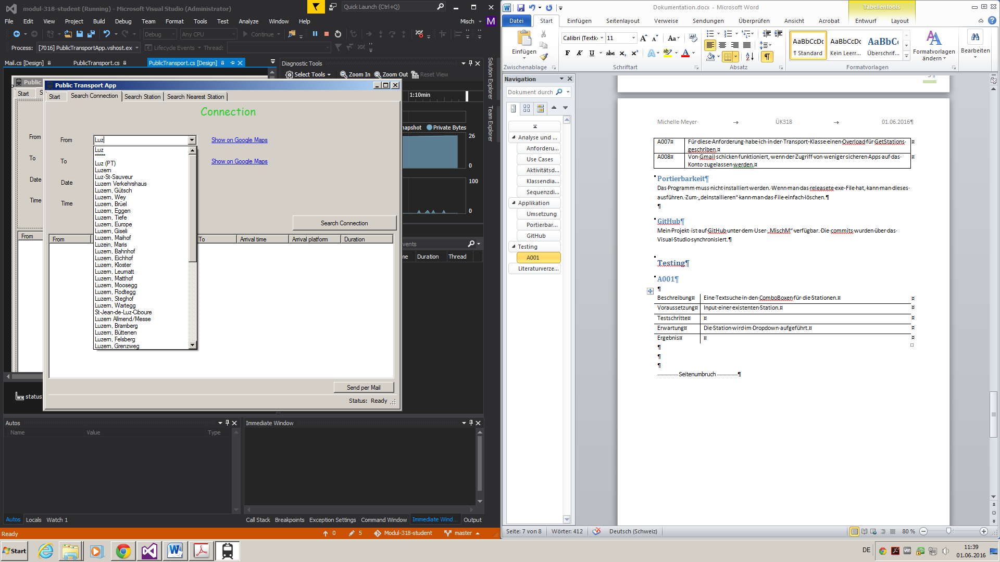 modul-318-student (Running) - Microsoft Visual Studio (Administrator)
Quick Launch (Ctrl+Q)
File Edit View Project Build Debug Team Format Tools Test Analyze Window Help
Misch M
Debug Any CPU Continue
Process: [7016] PublicTransportApp.vshost.ex Lifecycle Events Thread:
Mail.cs [Design] PublicTransport.cs PublicTransport.cs [Design]
Diagnostic Tools
Select Tools Zoom In Zoom Out Reset View
1:10min
Solution Explorer
Team Explorer
Private Bytes
26
0
100
0
Duration Thread
Public
Start S
From
To
Date
Time
From
status
Public Transport App
Start Search Connection Search Station Search Nearest Station
Connection
From Luz Show on Google Maps
To Show on Google Maps
Date
Time
Luz
*****
Luz (PT)
Luzern
Luz-St-Sauveur
Luzern Verkehrshaus
Luzern, Gütsch
Luzern, Wey
Luzern, Brüel
Luzern, Eggen
Luzern, Tiefe
Luzern, Europe
Luzern, Giseli
Luzern, Maihof
Luzein, Maris
Luzern, Bahnhof
Luzern, Eichhof
Luzern, Kloster
Luzern, Leumatt
Luzern, Matthof
Luzern, Moosegg
Luzern, Rodtegg
Luzern, Steghof
Luzern, Wartegg
St-Jean-de-Luz-Ciboure
Luzern Allmend/Messe
Luzern, Bramberg
Luzern, Büttenen
Luzern, Felsberg
Luzern, Grenzweg
Search Connection
From To Arrival time Arrival platform Duration
Send per Mail
Status: Ready
Autos
Name Value Type
Immediate Window
Autos Locals Watch 1
Call Stack Breakpoints Exception Settings Command Window Immediate Wind... Output
Ready
0 5 Modul-318-student master
Dokumentation.docx - Microsoft Word
Tabellentools
Datei Start Einfügen Seitenlayout Verweise Sendungen Überprüfen Ansicht Acrobat Entwurf Layout
Einfügen
Calibri (Textk 11
AaBbCcDc AaBbCcDc AaBbCc
¶ Standard Kein Leerr... Überschrif...
Formatvorlagen ändern
Bearbeiten
Zwischenablage Schriftart Absatz Formatvorlagen
Navigation
Dokument durch
Analyse und ...
Anforderu...
Use Cases
Aktivitätsd...
Klassendia...
Sequenzdi...
Applikation
Umsetzung
Portierbar...
GitHub
Testing
A001
Literaturverze...
Michelle·Meyer· → ÜK318 → 01.06.2016¶
A007¤ Für·diese·Anforderung·habe·ich·in·der·Transport-Klasse·einen·Overload·für·GetStations·
geschriben.¤
A008¤ Von·Gmail·schicken·funktioniert,·wenn·der·Zugriff·von·weniger·sicheren·Apps·auf·das·
Konto·zugelassen·werden.¤
Portierbarkeit¶
Das·Programm·muss·nicht·installiert·werden.·Wenn·man·das·releasete·exe-File·hat,·kann·man·dieses·
ausführen.·Zum·„deinstallieren“·kann·man·das·File·einfach·löschen.¶
¶
GitHub¶
Mein·Projekt·ist·auf·GitHub·unter·dem·User·„MischM“·verfügbar.·Die·commits·wurden·über·das·
Visual·Studio·synchronisiert.¶
Testing¶
A001¶
¶
Beschreibung¤ Eine·Textsuche·in·den·ComboBoxen·für·die·Stationen.¤
Voraussetzung¤ Input·einer·existenten·Station.¤
Testschritte¤ ¤
Erwartung¤ Die·Station·wird·im·Dropdown·aufgeführt.¤
Ergebnis¤ ¤
¶
¶
¶
Seitenumbruch ¶
Seite: 7 von 8 Wörter: 412 Deutsch (Schweiz) 80 %
Start
DE 11:39
01.06.2016